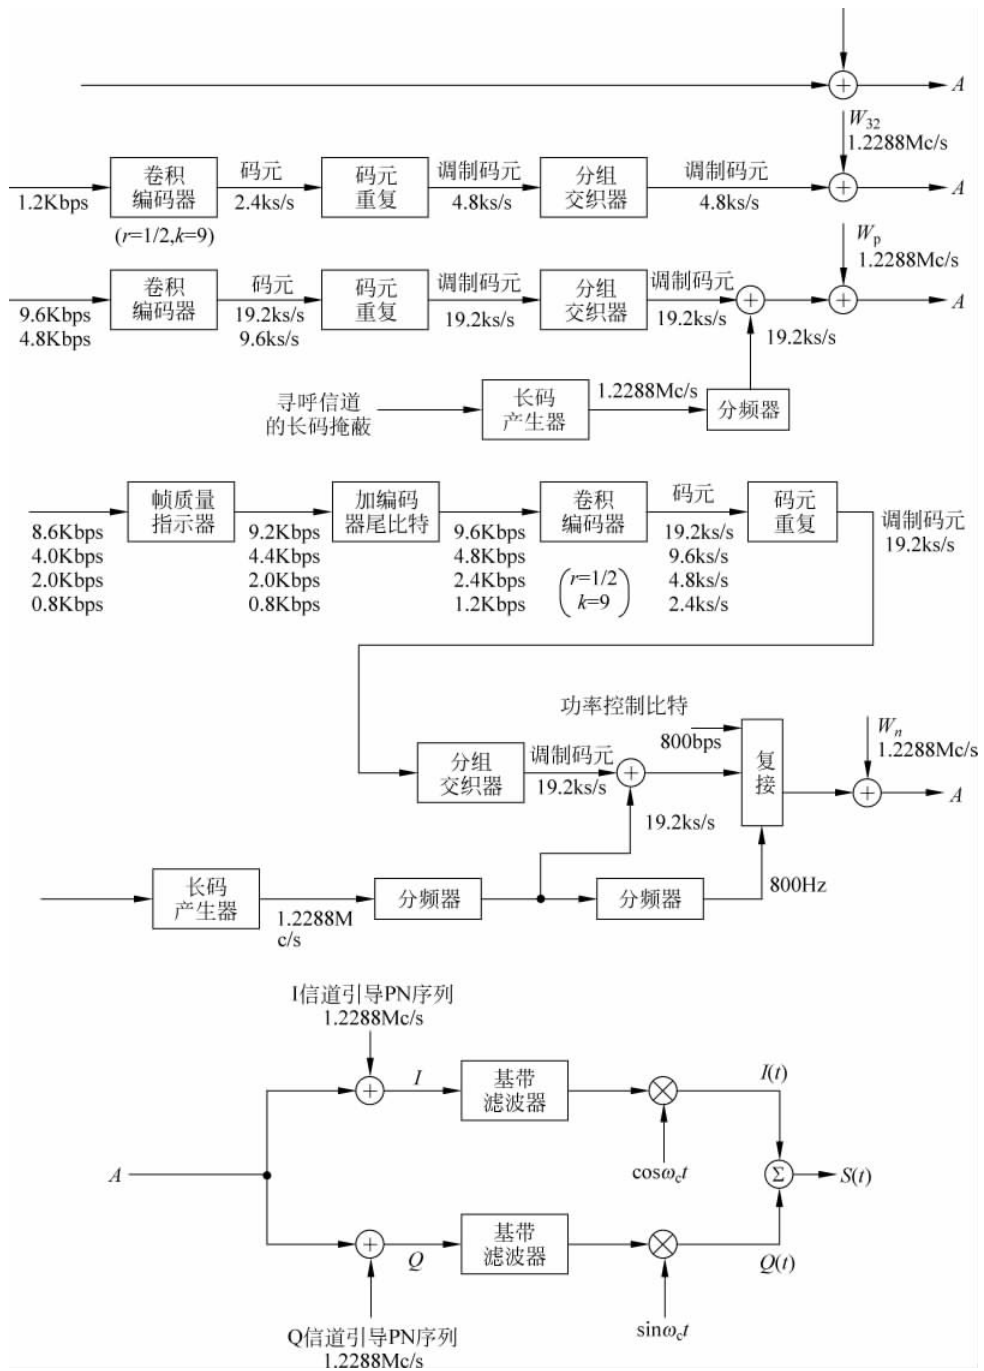 A
W32
1.2288Mc/s
1.2Kbps
卷积
编码器
(r=1/2,k=9)
码元
2.4ks/s
码元
重复
调制码元
4.8ks/s
分组
交织器
调制码元
4.8ks/s
A
Wp
1.2288Mc/s
9.6Kbps
4.8Kbps
卷积
编码器
码元
19.2ks/s
9.6ks/s
码元
重复
调制码元
19.2ks/s
分组
交织器
调制码元
19.2ks/s
19.2ks/s
A
寻呼信道
的长码掩蔽
长码
产生器
1.2288Mc/s
分频器
8.6Kbps
4.0Kbps
2.0Kbps
0.8Kbps
帧质量
指示器
9.2Kbps
4.4Kbps
2.0Kbps
0.8Kbps
加编码
器尾比特
9.6Kbps
4.8Kbps
2.4Kbps
1.2Kbps
卷积
编码器
(r=1/2
k=9)
码元
19.2ks/s
9.6ks/s
4.8ks/s
2.4ks/s
码元
重复
调制码元
19.2ks/s
功率控制比特
800bps
分组
交织器
调制码元
19.2ks/s
19.2ks/s
复
接
Wn
1.2288Mc/s
A
长码
产生器
1.2288M
c/s
分频器
分频器
800Hz
I信道引导PN序列
1.2288Mc/s
I
基带
滤波器
I(t)
cosωct
A
Σ
S(t)
Q
基带
滤波器
Q(t)
sinωct
Q信道引导PN序列
1.2288Mc/s